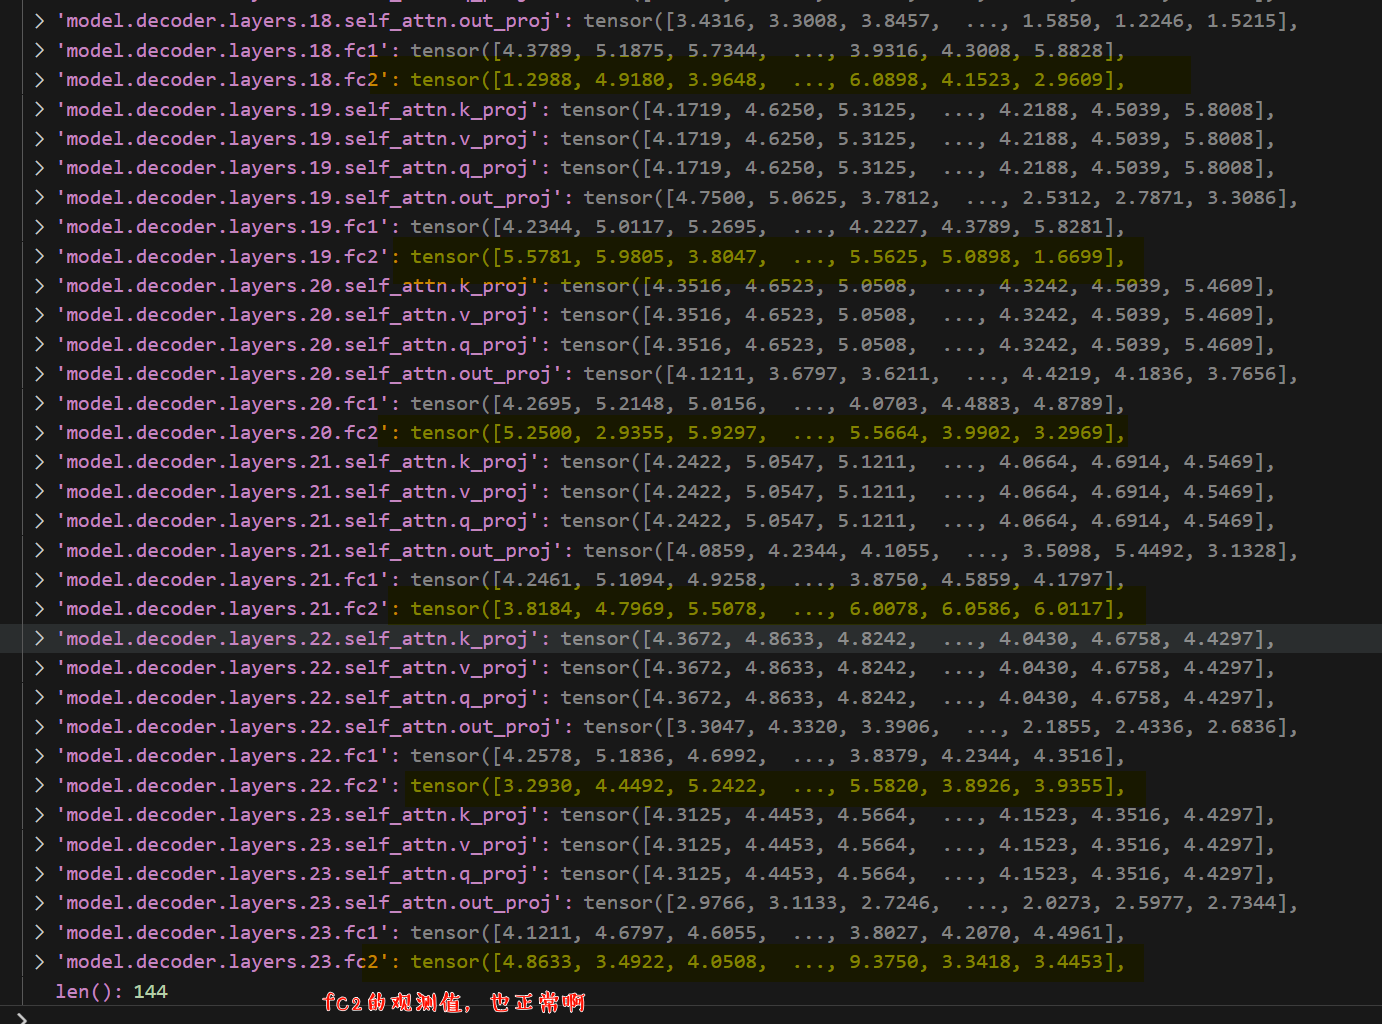 > 'model.decoder.layers.18.self_attn.out_proj': tensor([3.4316, 3.3008, 3.8457,  ..., 1.5850, 1.2246, 1.5215],
> 'model.decoder.layers.18.fc1': tensor([4.3789, 5.1875, 5.7344,  ..., 3.9316, 4.3008, 5.8828],
> 'model.decoder.layers.18.fc2': tensor([1.2988, 4.9180, 3.9648,  ..., 6.0898, 4.1523, 2.9609],
> 'model.decoder.layers.19.self_attn.k_proj': tensor([4.1719, 4.6250, 5.3125,  ..., 4.2188, 4.5039, 5.8008],
> 'model.decoder.layers.19.self_attn.v_proj': tensor([4.1719, 4.6250, 5.3125,  ..., 4.2188, 4.5039, 5.8008],
> 'model.decoder.layers.19.self_attn.q_proj': tensor([4.1719, 4.6250, 5.3125,  ..., 4.2188, 4.5039, 5.8008],
> 'model.decoder.layers.19.self_attn.out_proj': tensor([4.7500, 5.0625, 3.7812,  ..., 2.5312, 2.7871, 3.3086],
> 'model.decoder.layers.19.fc1': tensor([4.2344, 5.0117, 5.2695,  ..., 4.2227, 4.3789, 5.8281],
> 'model.decoder.layers.19.fc2': tensor([5.5781, 5.9805, 3.8047,  ..., 5.5625, 5.0898, 1.6699],
> 'model.decoder.layers.20.self_attn.k_proj': tensor([4.3516, 4.6523, 5.0508,  ..., 4.3242, 4.5039, 5.4609],
> 'model.decoder.layers.20.self_attn.v_proj': tensor([4.3516, 4.6523, 5.0508,  ..., 4.3242, 4.5039, 5.4609],
> 'model.decoder.layers.20.self_attn.q_proj': tensor([4.3516, 4.6523, 5.0508,  ..., 4.3242, 4.5039, 5.4609],
> 'model.decoder.layers.20.self_attn.out_proj': tensor([4.1211, 3.6797, 3.6211,  ..., 4.4219, 4.1836, 3.7656],
> 'model.decoder.layers.20.fc1': tensor([4.2695, 5.2148, 5.0156,  ..., 4.0703, 4.4883, 4.8789],
> 'model.decoder.layers.20.fc2': tensor([5.2500, 2.9355, 5.9297,  ..., 5.5664, 3.9902, 3.2969],
> 'model.decoder.layers.21.self_attn.k_proj': tensor([4.2422, 5.0547, 5.1211,  ..., 4.0664, 4.6914, 4.5469],
> 'model.decoder.layers.21.self_attn.v_proj': tensor([4.2422, 5.0547, 5.1211,  ..., 4.0664, 4.6914, 4.5469],
> 'model.decoder.layers.21.self_attn.q_proj': tensor([4.2422, 5.0547, 5.1211,  ..., 4.0664, 4.6914, 4.5469],
> 'model.decoder.layers.21.self_attn.out_proj': tensor([4.0859, 4.2344, 4.1055,  ..., 3.5098, 5.4492, 3.1328],
> 'model.decoder.layers.21.fc1': tensor([4.2461, 5.1094, 4.9258,  ..., 3.8750, 4.5859, 4.1797],
> 'model.decoder.layers.21.fc2': tensor([3.8184, 4.7969, 5.5078,  ..., 6.0078, 6.0586, 6.0117],
> 'model.decoder.layers.22.self_attn.k_proj': tensor([4.3672, 4.8633, 4.8242,  ..., 4.0430, 4.6758, 4.4297],
> 'model.decoder.layers.22.self_attn.v_proj': tensor([4.3672, 4.8633, 4.8242,  ..., 4.0430, 4.6758, 4.4297],
> 'model.decoder.layers.22.self_attn.q_proj': tensor([4.3672, 4.8633, 4.8242,  ..., 4.0430, 4.6758, 4.4297],
> 'model.decoder.layers.22.self_attn.out_proj': tensor([3.3047, 4.3320, 3.3906,  ..., 2.1855, 2.4336, 2.6836],
> 'model.decoder.layers.22.fc1': tensor([4.2578, 5.1836, 4.6992,  ..., 3.8379, 4.2344, 4.3516],
> 'model.decoder.layers.22.fc2': tensor([3.2930, 4.4492, 5.2422,  ..., 5.5820, 3.8926, 3.9355],
> 'model.decoder.layers.23.self_attn.k_proj': tensor([4.3125, 4.4453, 4.5664,  ..., 4.1523, 4.3516, 4.4297],
> 'model.decoder.layers.23.self_attn.v_proj': tensor([4.3125, 4.4453, 4.5664,  ..., 4.1523, 4.3516, 4.4297],
> 'model.decoder.layers.23.self_attn.q_proj': tensor([4.3125, 4.4453, 4.5664,  ..., 4.1523, 4.3516, 4.4297],
> 'model.decoder.layers.23.self_attn.out_proj': tensor([2.9766, 3.1133, 2.7246,  ..., 2.0273, 2.5977, 2.7344],
> 'model.decoder.layers.23.fc1': tensor([4.1211, 4.6797, 4.6055,  ..., 3.8027, 4.2070, 4.4961],
> 'model.decoder.layers.23.fc2': tensor([4.8633, 3.4922, 4.0508,  ..., 9.3750, 3.3418, 3.4453],
len(): 144
fC2的观测值，也正常啊